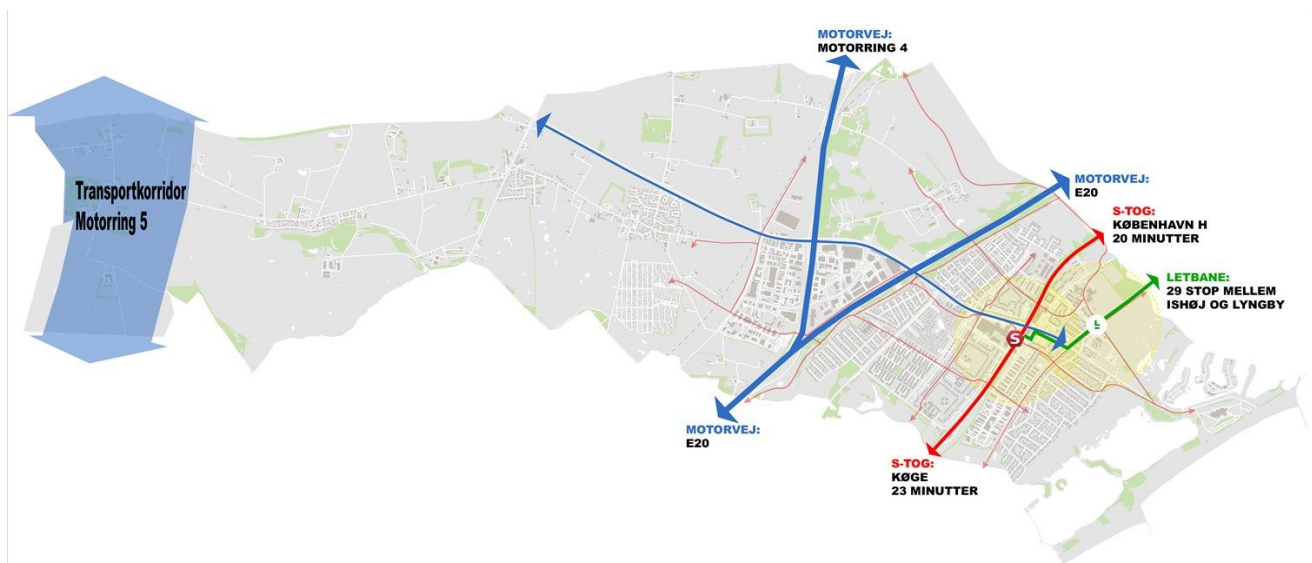 MOTORVEJ:
MOTORRING 4
Transportkorridor
Motorring 5
MOTORVEJ:
E20
S-TOG:
KØBENHAVN H
20 MINUTTER
LETBANE:
29 STOP MELLEM
ISHØJ OG LYNGBY
S
L
MOTORVEJ:
E20
S-TOG:
KØGE
23 MINUTTER